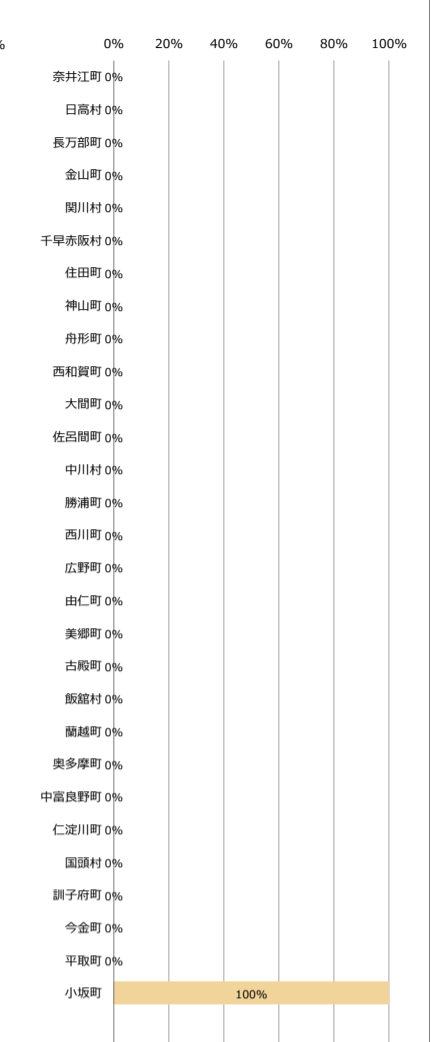 %
0% 20% 40% 60% 80% 100%
奈井江町 0%
日高村 0%
長万部町 0%
金山町 0%
関川村 0%
千早赤阪村 0%
住田町 0%
神山町 0%
舟形町 0%
西和賀町 0%
大間町 0%
佐呂間町 0%
中川村 0%
勝浦町 0%
西川町 0%
広野町 0%
由仁町 0%
美郷町 0%
古殿町 0%
飯舘村 0%
蘭越町 0%
奥多摩町 0%
中富良野町 0%
仁淀川町 0%
国頭村 0%
訓子府町 0%
今金町 0%
平取町 0%
小坂町 100%